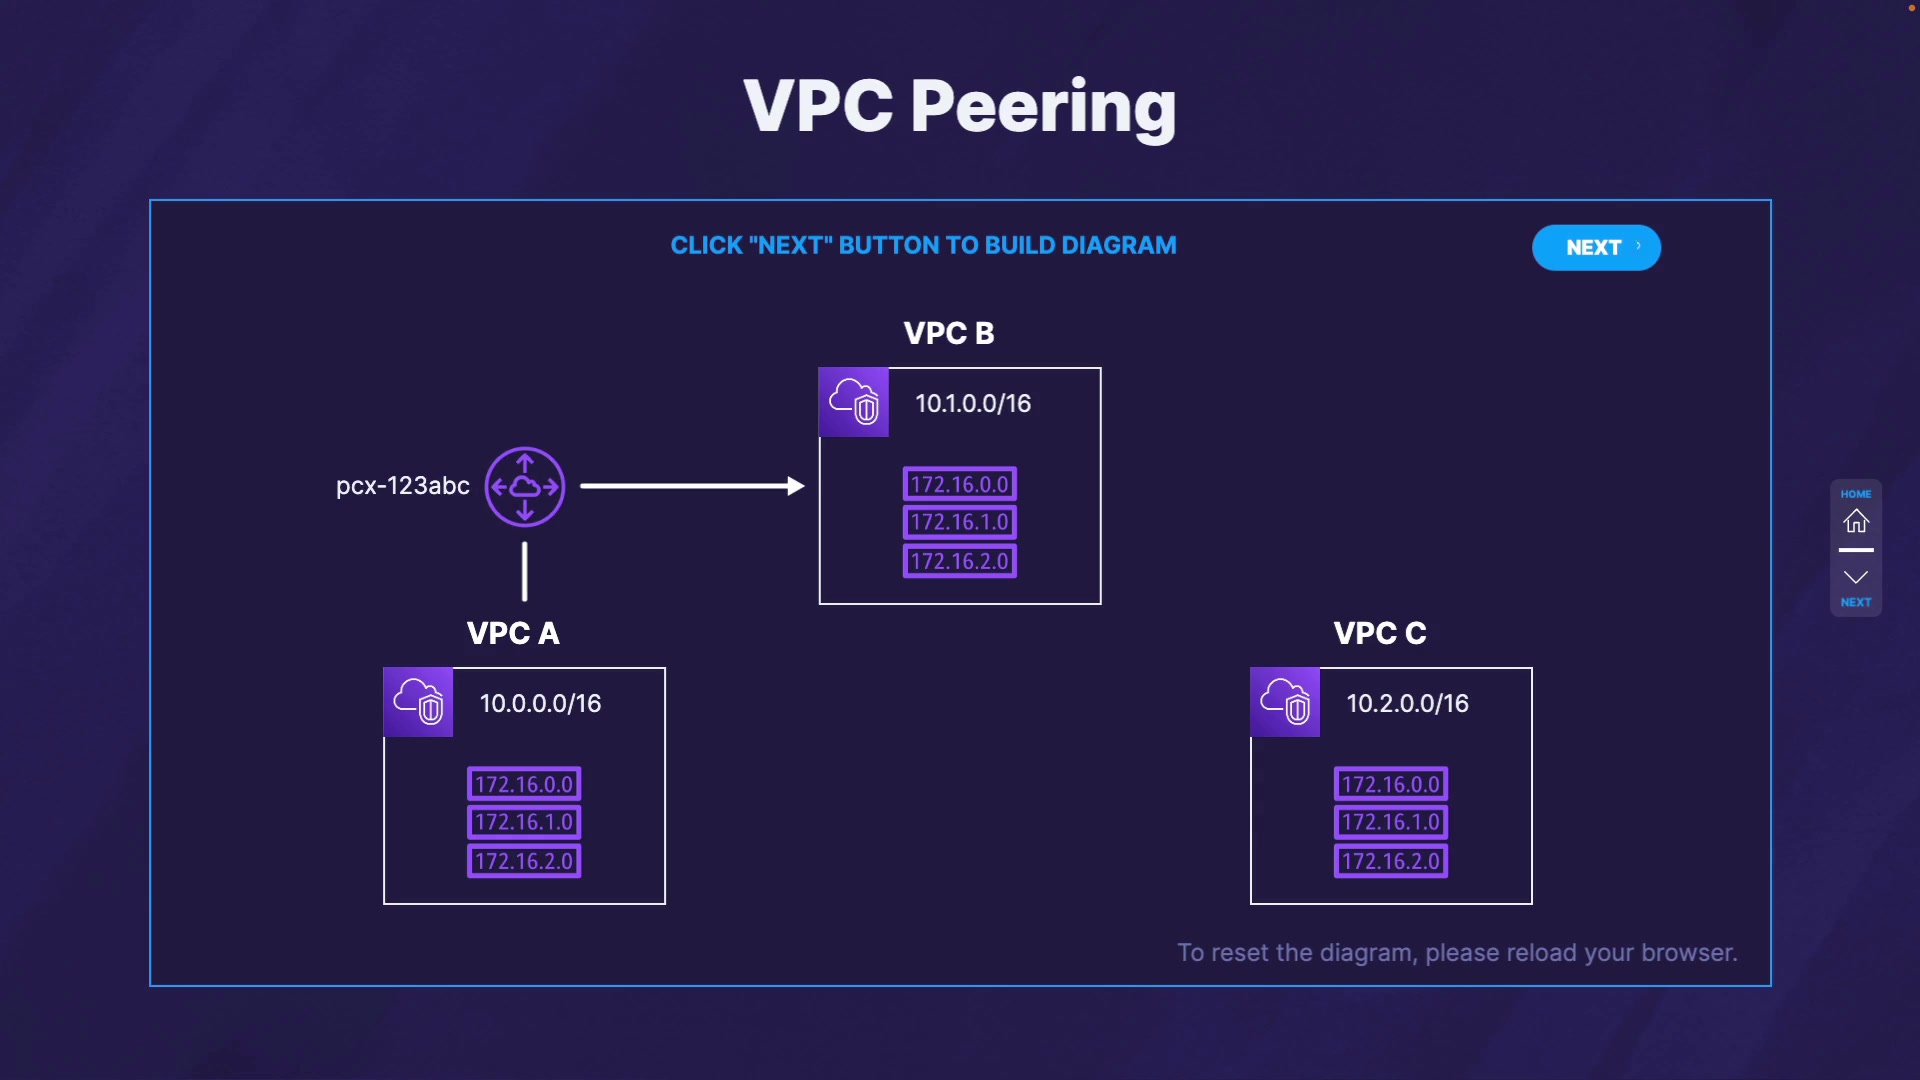 VPC Peering
CLICK "NEXT" BUTTON TO BUILD DIAGRAM
NEXT
VPC B
10.1.0.0/16
172.16.0.0
172.16.1.0
172.16.2.0
pcx-123abc
VPC A
10.0.0.0/16
172.16.0.0
172.16.1.0
172.16.2.0
VPC C
10.2.0.0/16
172.16.0.0
172.16.1.0
172.16.2.0
To reset the diagram, please reload your browser.
HOME
NEXT